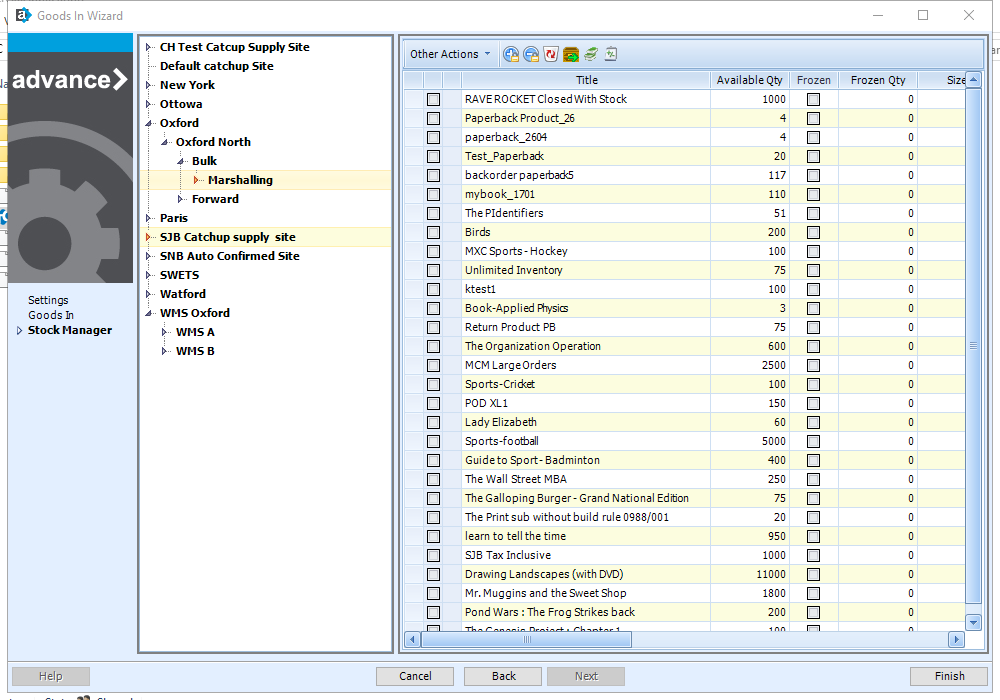 Goods In Wizard
advance
Settings
Goods In
Stock Manager
CH Test Catcup Supply Site
Default catchup Site
New York
Ottowa
Oxford
Oxford North
Bulk
Marshalling
Forward
Paris
SJB Catchup supply site
SNB Auto Confirmed Site
SWETS
Watford
WMS Oxford
WMS A
WMS B
Other Actions
Title Available Qty Frozen Frozen Qty Size
RAVE ROCKET Closed With Stock 1000 0
Paperback Product_26 4 0
paperback_2604 4 0
Test_Paperback 20 0
backorder paperback5 117 0
mybook_1701 110 0
The PIdentifiers 51 0
Birds 200 0
MXC Sports - Hockey 100 0
Unlimited Inventory 75 0
ktest1 100 0
Book-Applied Physics 3 0
Return Product PB 75 0
The Organization Operation 600 0
MCM Large Orders 2500 0
Sports-Cricket 100 0
POD XL1 150 0
Lady Elizabeth 60 0
Sports-football 5000 0
Guide to Sport - Badminton 400 0
The Wall Street MBA 250 0
The Galloping Burger - Grand National Edition 75 0
The Print sub without build rule 0988/001 20 0
learn to tell the time 950 0
SJB Tax Inclusive 1000 0
Drawing Landscapes (with DVD) 11000 0
Mr. Muggins and the Sweet Shop 1800 0
Pond Wars : The Frog Strikes back 200 0
The Genesis Project : Chapter 1 100 0
Help Cancel Back Next Finish